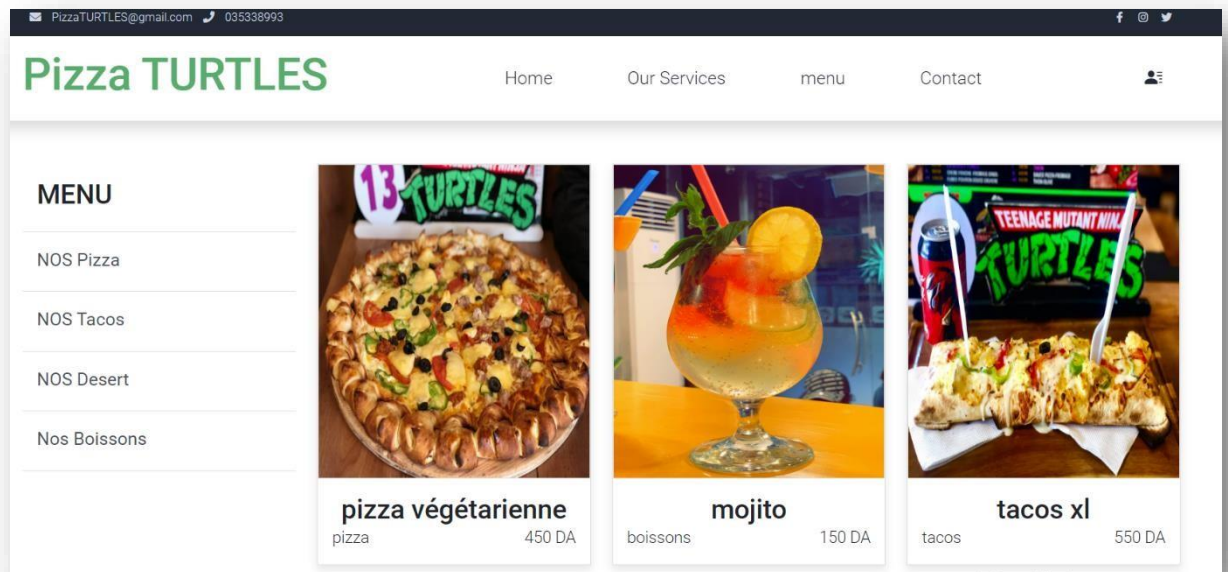 PizzaTURTLES@gmail.com 035338993
Pizza TURTLES
Home Our Services menu Contact
MENU
NOS Pizza
NOS Tacos
NOS Desert
Nos Boissons
13
TURTLES
TEENAGE MUTANT NINJ
TURTLES
pizza végétarienne
pizza 450 DA
mojito
boissons 150 DA
tacos xl
tacos 550 DA